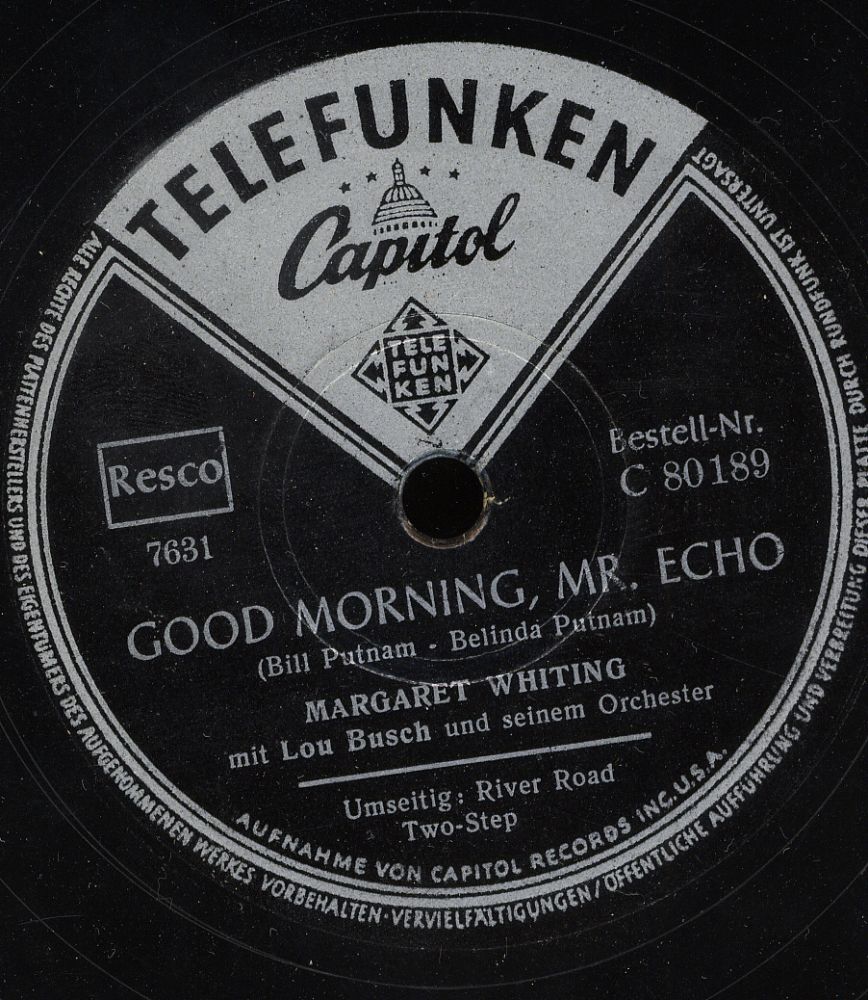 TELEFUNKEN
Capitol
TELE
FUN
KEN
Resco
7631
Bestell-Nr.
C 80189
GOOD MORNING, MR. ECHO
(Bill Putnam - Belinda Putnam)
MARGARET WHITING
mit Lou Busch und seinem Orchester
Umseitig: River Road
Two-Step
AUFNAHME VON CAPITOL RECORDS INC. U.S.A.
ALLE RECHTE DES PLATTENHERSTELLERS UND DES EIGENTÜMERS DES AUFGENOMMENEN WERKES VORBEHALTEN · VERVIELFÄLTIGUNGEN / ÖFFENTLICHE AUFFÜHRUNG UND VERBREITUNG DIESER PLATTE DURCH RUNDFUNK IST UNTERSAGT